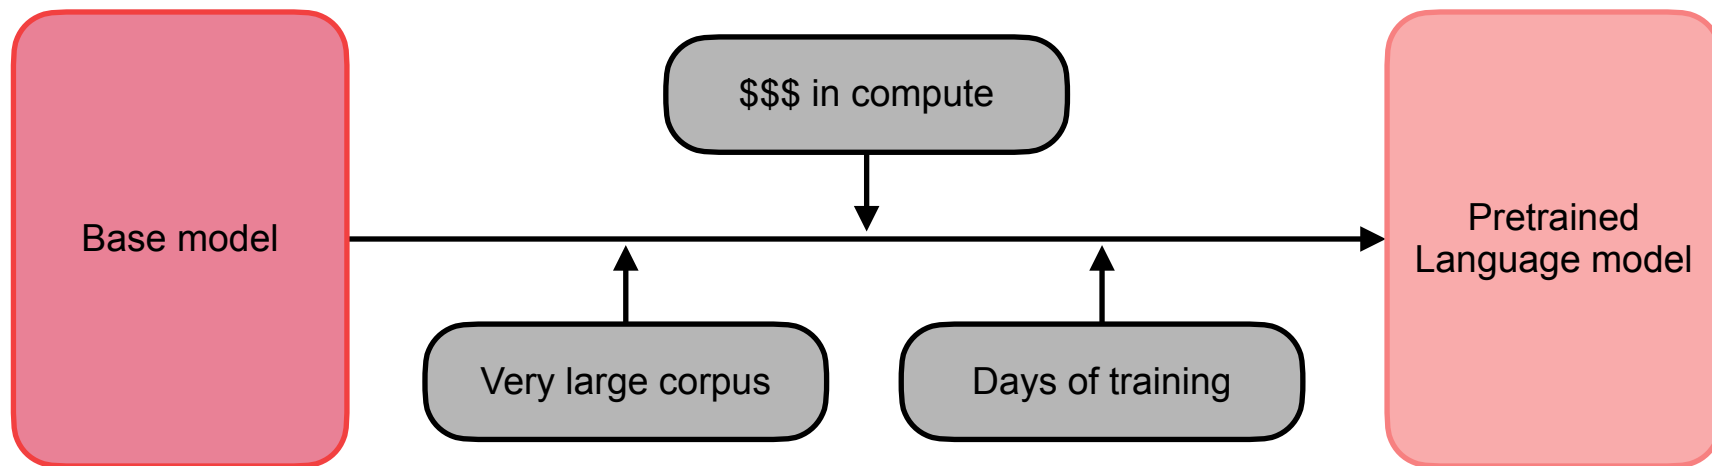 $$$ in compute
Base model
Pretrained
Language model
Very large corpus
Days of training